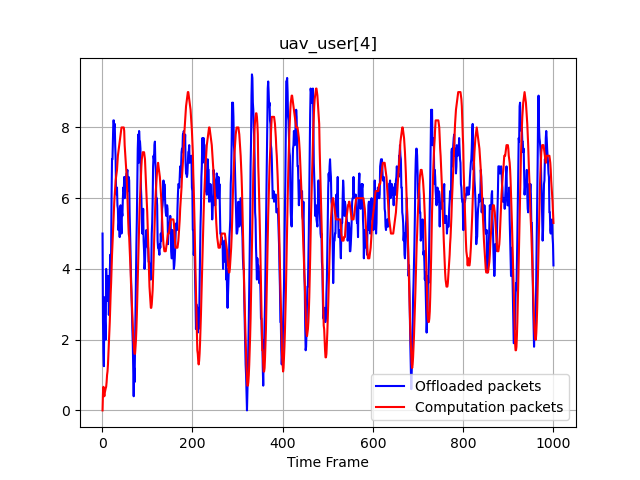 uav_user[4]
8
6
4
2
0
Offloaded packets
Computation packets
0 200 400 600 800 1000
Time Frame